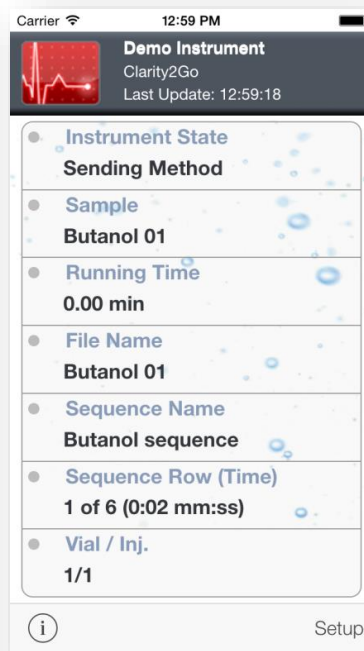 Carrier 12:59 PM
Demo Instrument
Clarity2Go
Last Update: 12:59:18
Instrument State
Sending Method
Sample
Butanol 01
Running Time
0.00 min
File Name
Butanol 01
Sequence Name
Butanol sequence
Sequence Row (Time)
1 of 6 (0:02 mm:ss)
Vial / Inj.
1/1
i Setup